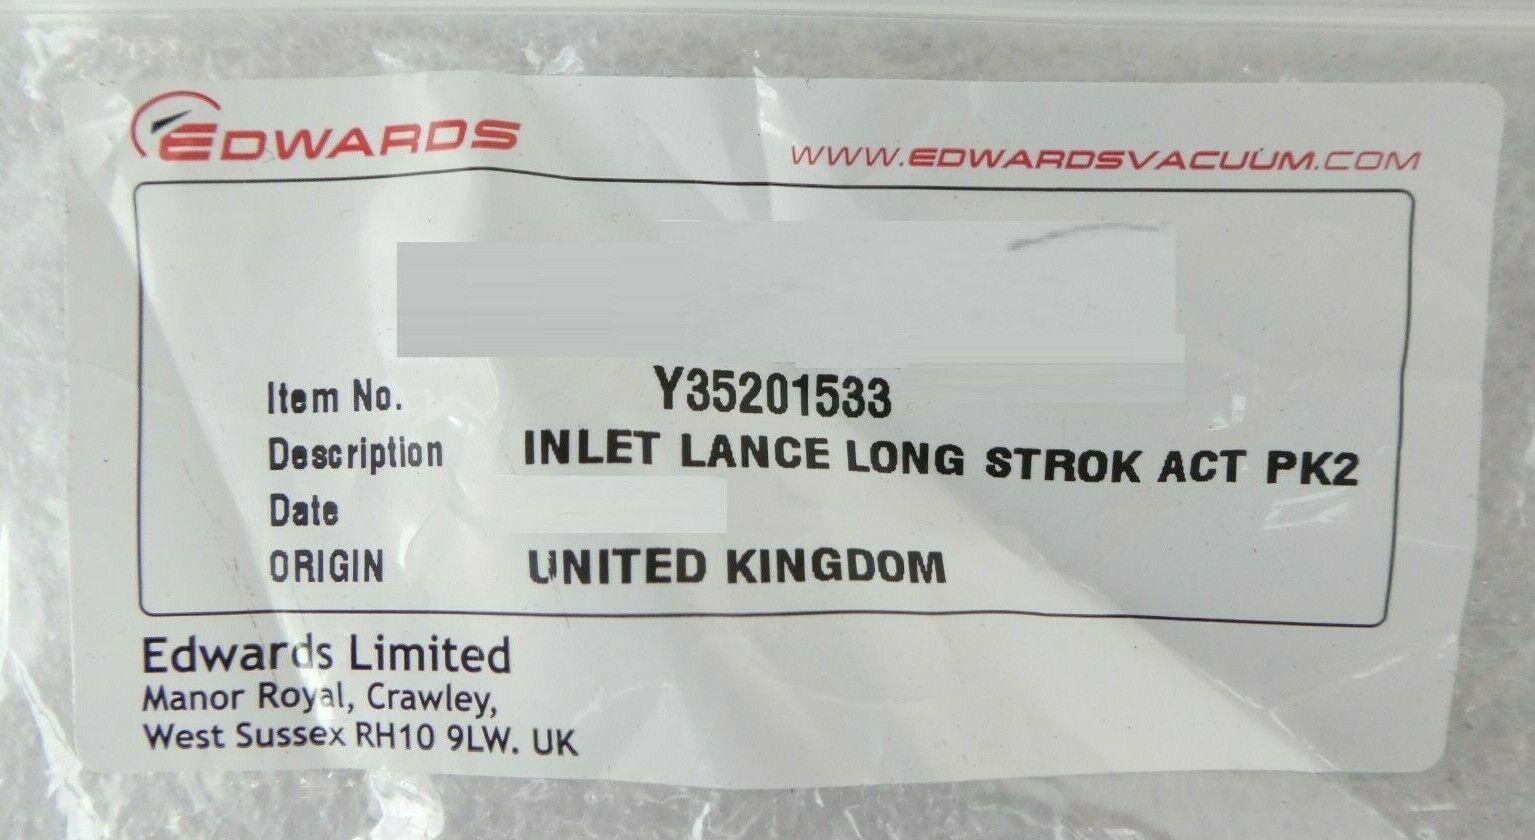 EDWARDS WWW.EDWARDSVACUUM.COM
Item No. Y35201533
Description INLET LANCE LONG STROK ACT PK2
Date
ORIGIN UNITED KINGDOM
Edwards Limited
Manor Royal, Crawley,
West Sussex RH10 9LW. UK